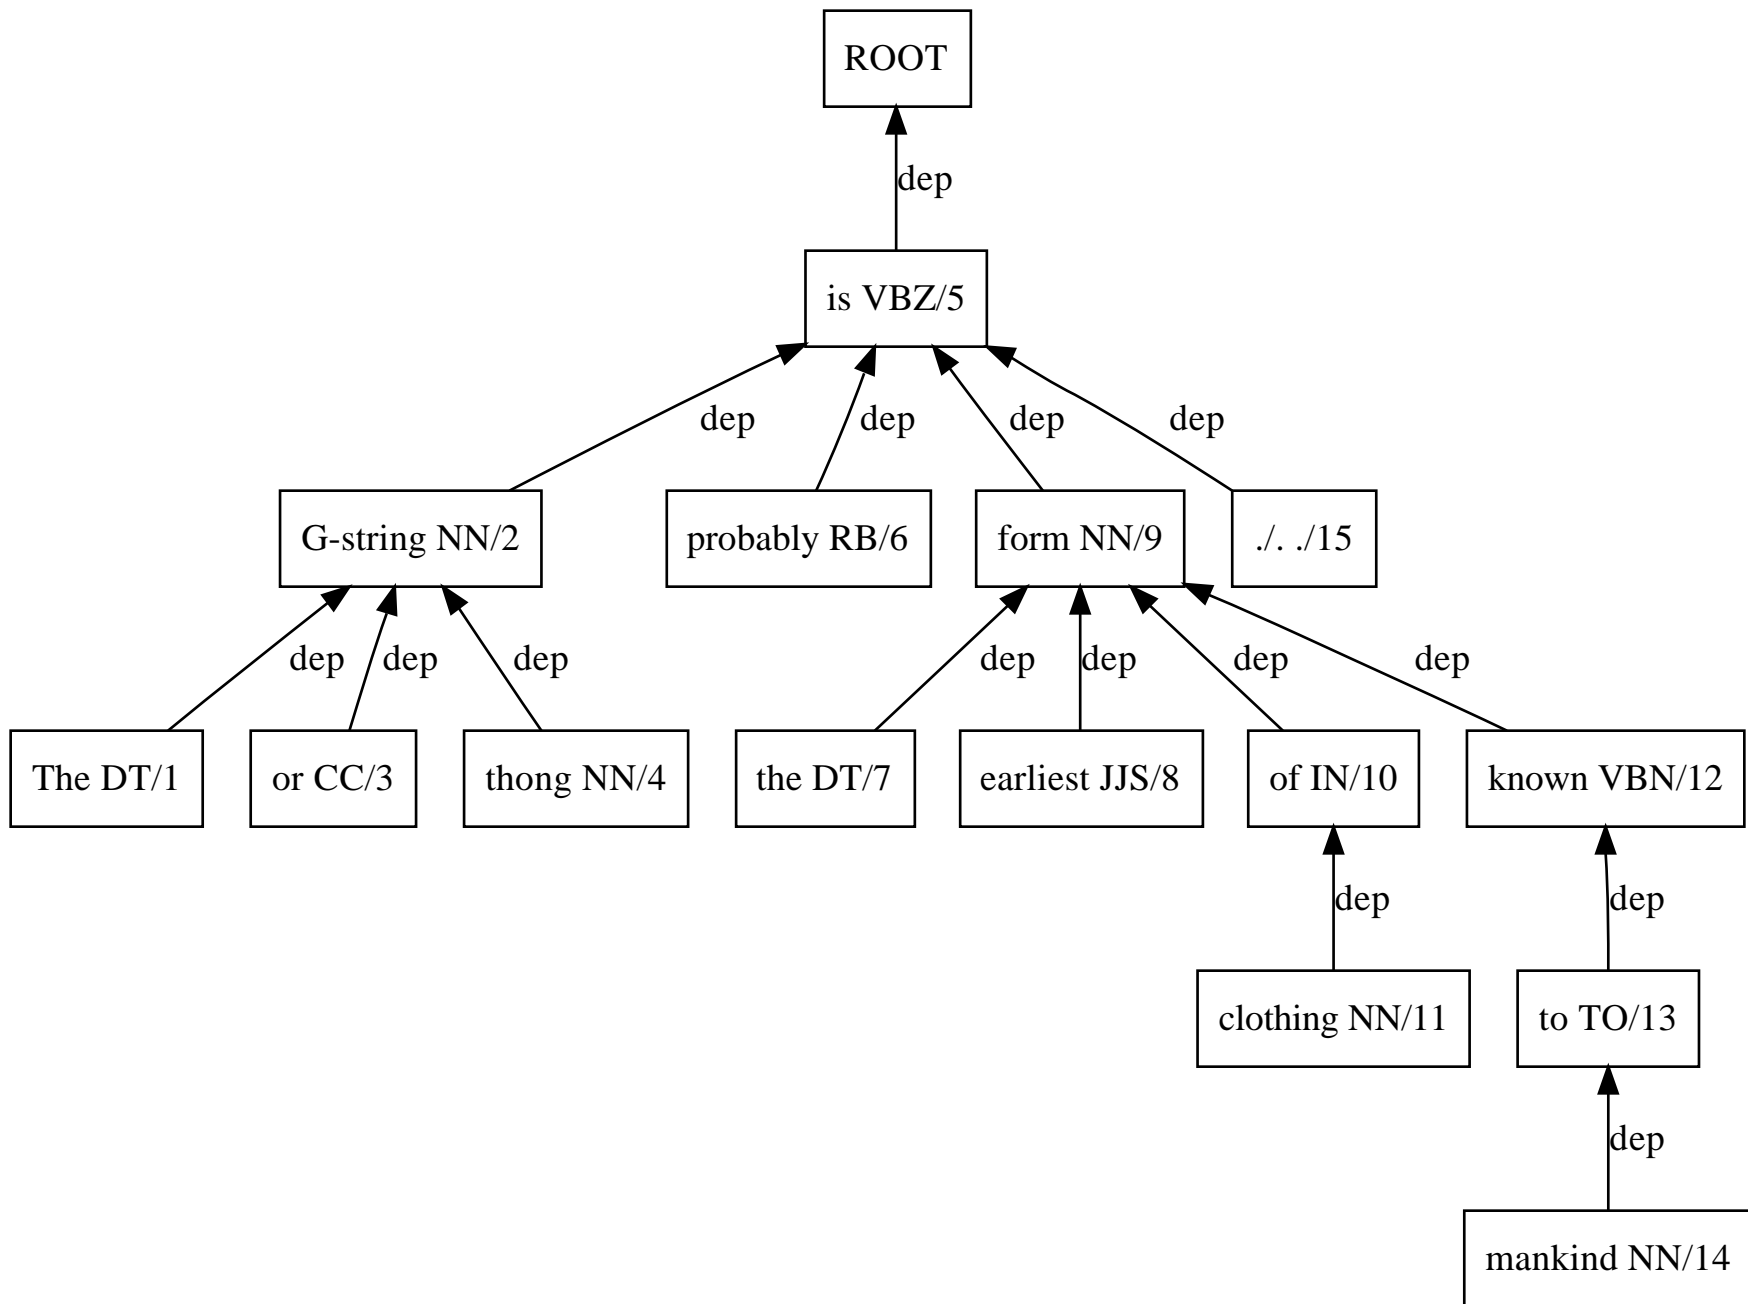 ROOT
dep
is VBZ/5
dep dep dep dep
G-string NN/2 probably RB/6 form NN/9 ./. ./15
dep dep dep dep dep dep dep
The DT/1 or CC/3 thong NN/4 the DT/7 earliest JJS/8 of IN/10 known VBN/12
dep dep
clothing NN/11 to TO/13
dep
mankind NN/14